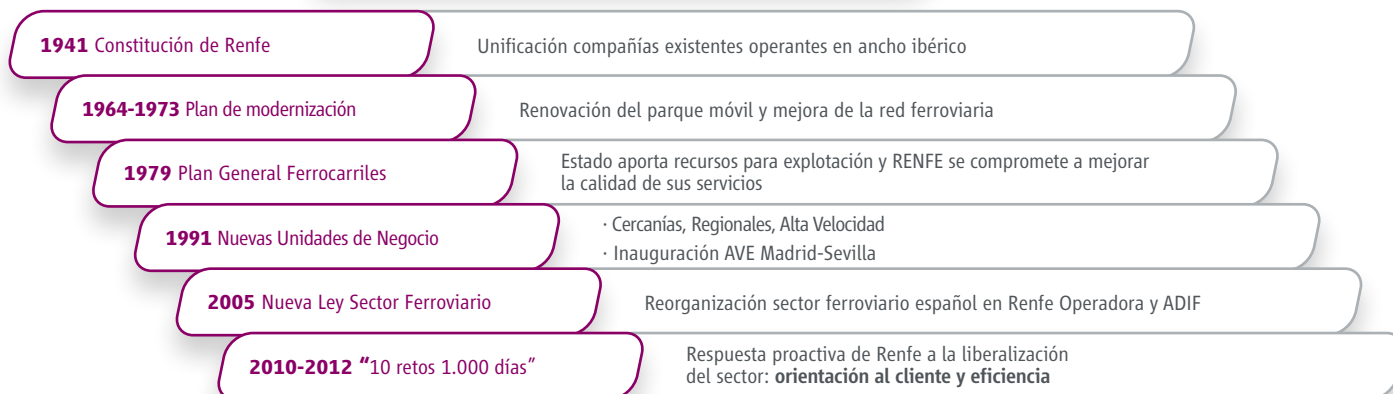 1941 Constitución de Renfe
Unificación compañías existentes operantes en ancho ibérico
1964-1973 Plan de modernización
Renovación del parque móvil y mejora de la red ferroviaria
1979 Plan General Ferrocarriles
Estado aporta recursos para explotación y RENFE se compromete a mejorar
la calidad de sus servicios
1991 Nuevas Unidades de Negocio
· Cercanías, Regionales, Alta Velocidad
· Inauguración AVE Madrid-Sevilla
2005 Nueva Ley Sector Ferroviario
Reorganización sector ferroviario español en Renfe Operadora y ADIF
2010-2012 “10 retos 1.000 días”
Respuesta proactiva de Renfe a la liberalización
del sector: orientación al cliente y eficiencia